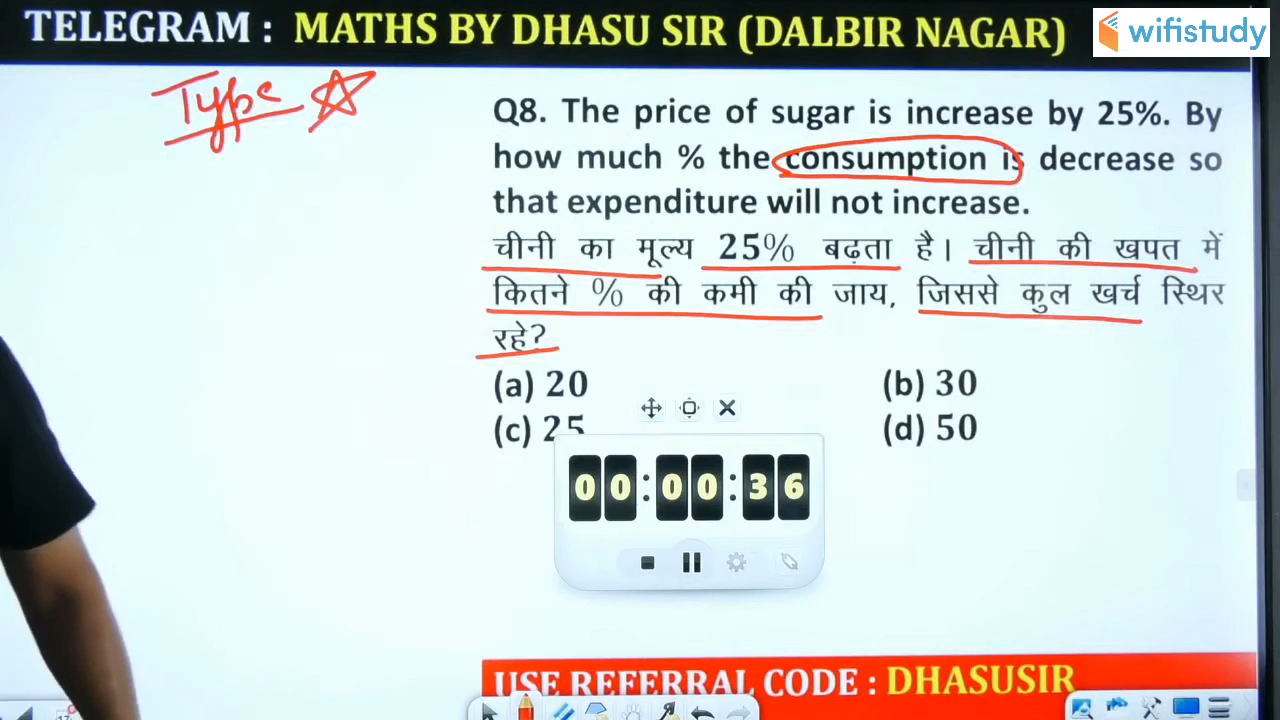 TELEGRAM : MATHS BY DHASU SIR (DALBIR NAGAR)
wifistudy
Type
Q8. The price of sugar is increase by 25%. By
how much % the consumption is decrease so
that expenditure will not increase.
चीनी का मूल्य 25% बढ़ता है। चीनी की खपत में
कितने % की कमी की जाय, जिससे कुल खर्च स्थिर
रहे?
(a) 20 (b) 30
(c) 25 (d) 50
00:00:36
USE REFERRAL CODE : DHASUSIR
17